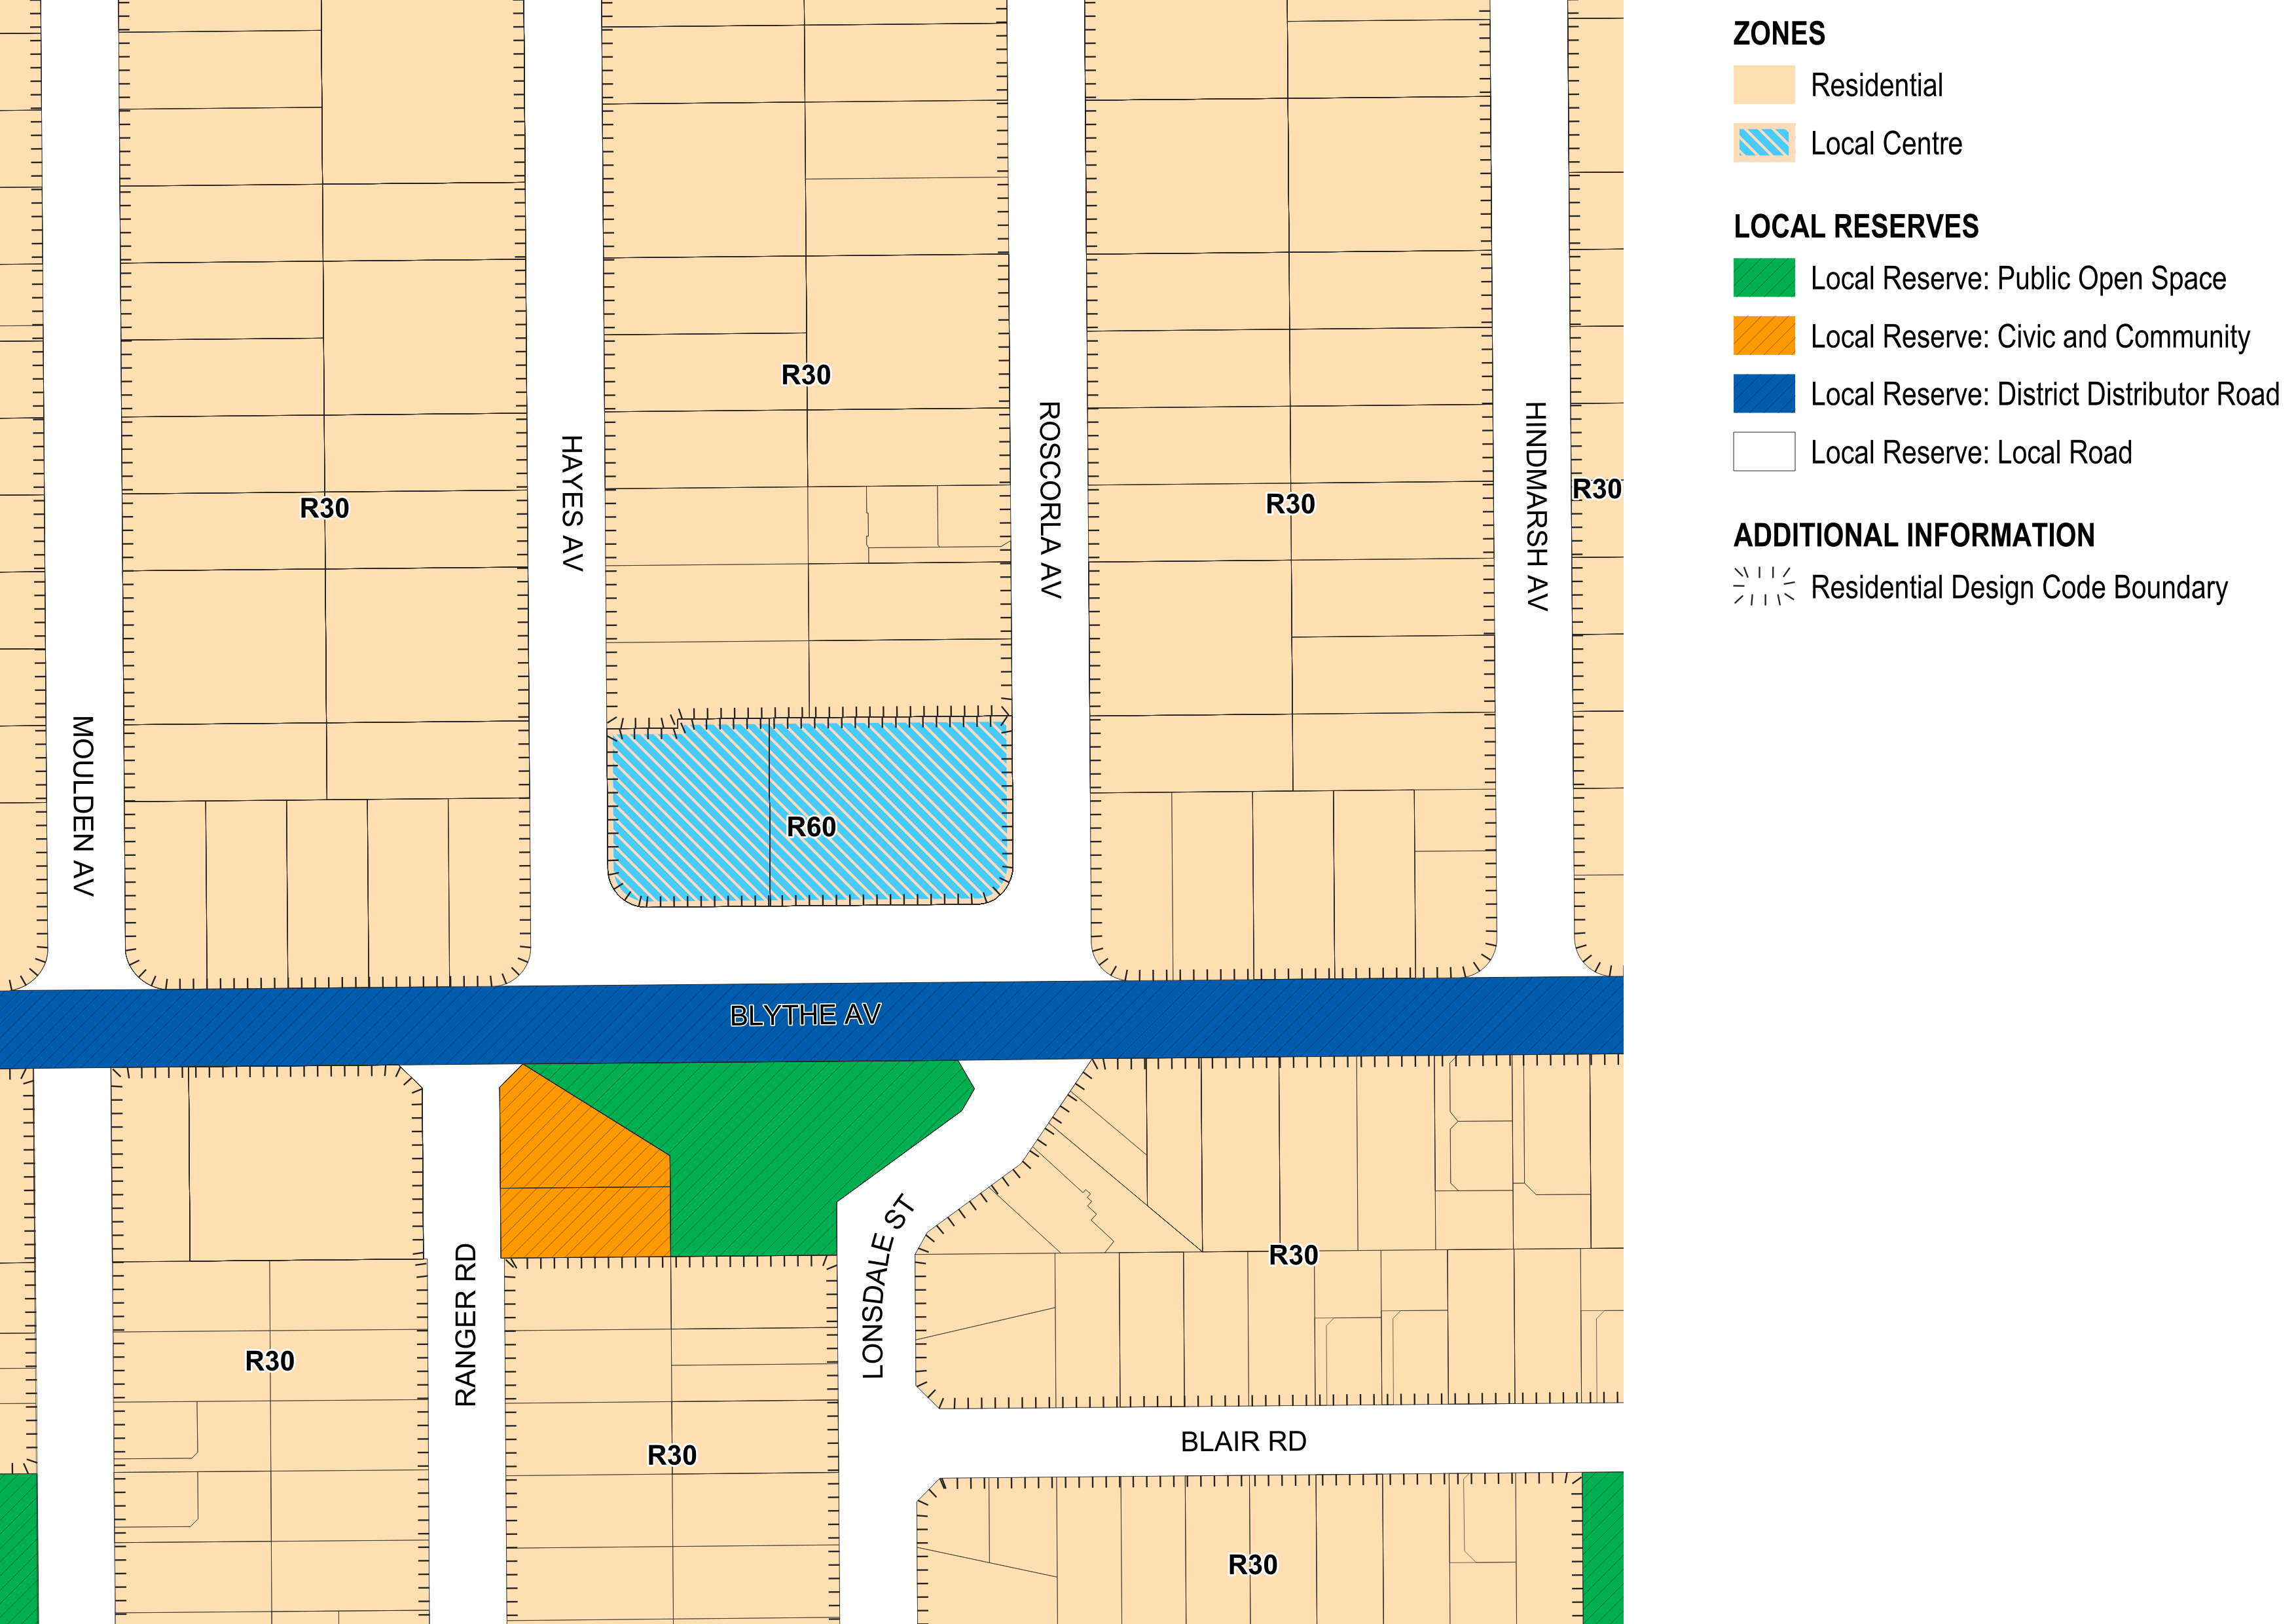 ZONES
Residential
Local Centre
LOCAL RESERVES
Local Reserve: Public Open Space
Local Reserve: Civic and Community
Local Reserve: District Distributor Road
Local Reserve: Local Road
ADDITIONAL INFORMATION
Residential Design Code Boundary
R30
R30
R30
R30
HAYES AV
ROSCORLA AV
HINDMARSH AV
MOULDEN AV
R60
BLYTHE AV
RANGER RD
LONSDALE ST
R30
R30
R30
BLAIR RD
R30